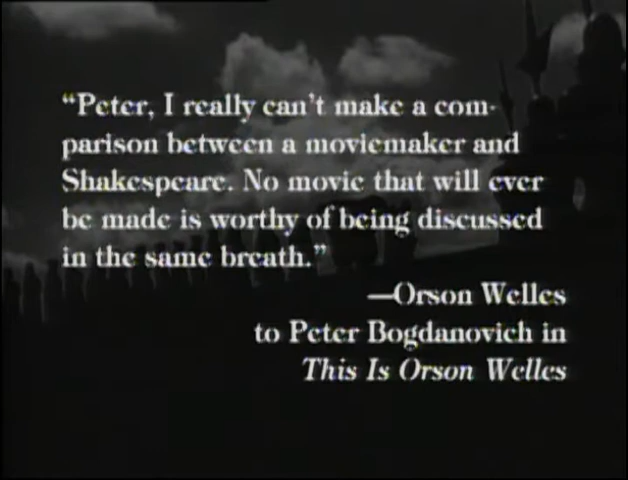 “Peter, I really can’t make a com-
parison between a moviemaker and
Shakespeare. No movie that will ever
be made is worthy of being discussed
in the same breath.”
—Orson Welles
to Peter Bogdanovich in
This Is Orson Welles